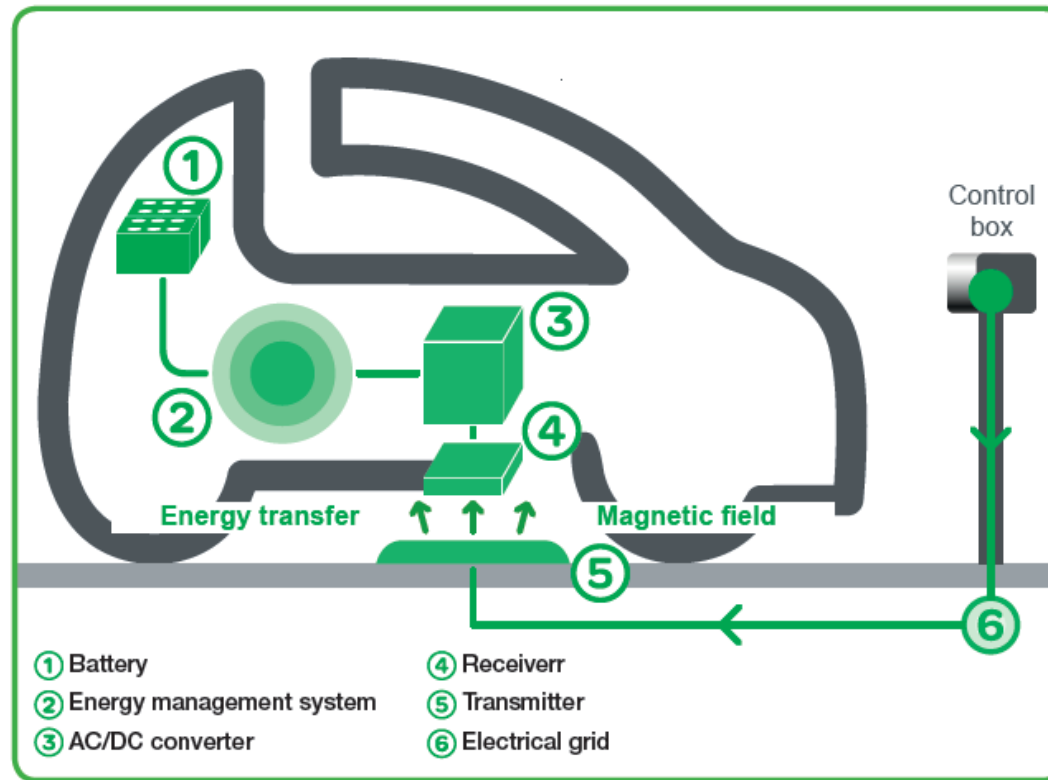 1
Control
box
3
2
4
Energy transfer
Magnetic field
5
6
1 Battery
2 Energy management system
3 AC/DC converter
4 Receiverr
5 Transmitter
6 Electrical grid